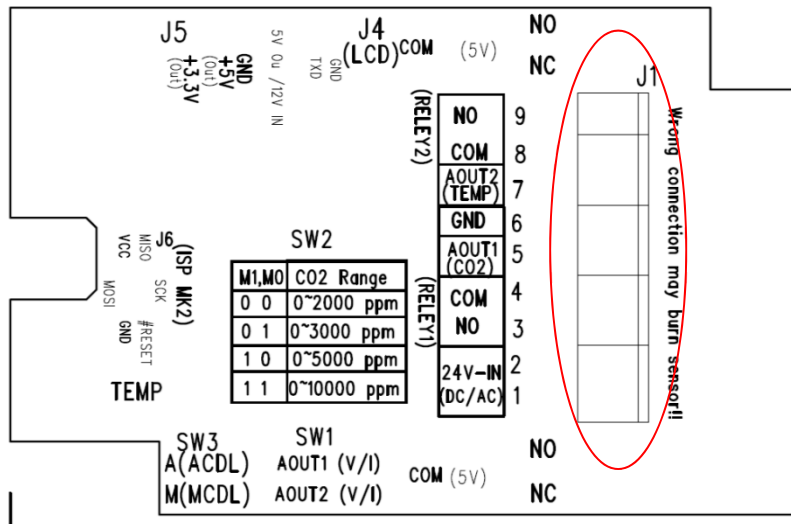 NO
J5
J4
(LCD)
COM
(5V)
NC
GND
+5V
(Out)
+3.3V
(Out)
5V Ou /12V IN
GND
TXD
J1
(RELEY2)
NO 9
COM 8
AOUT2
(TEMP) 7
GND 6
AOUT1
(CO2) 5
(RELEY1)
COM 4
NO 3
24V-IN 2
(DC/AC) 1
Wrong connection may burn sensor!!
J6
(ISP MK2)
VCC
MISO
MOSI
SCK
GND
#RESET
TEMP
SW2
M1,M0 CO2 Range
0 0 0~2000 ppm
0 1 0~3000 ppm
1 0 0~5000 ppm
1 1 0~10000 ppm
SW3
A(ACDL)
M(MCDL)
SW1
AOUT1 (V/I)
AOUT2 (V/I)
COM (5V)
NO
NC